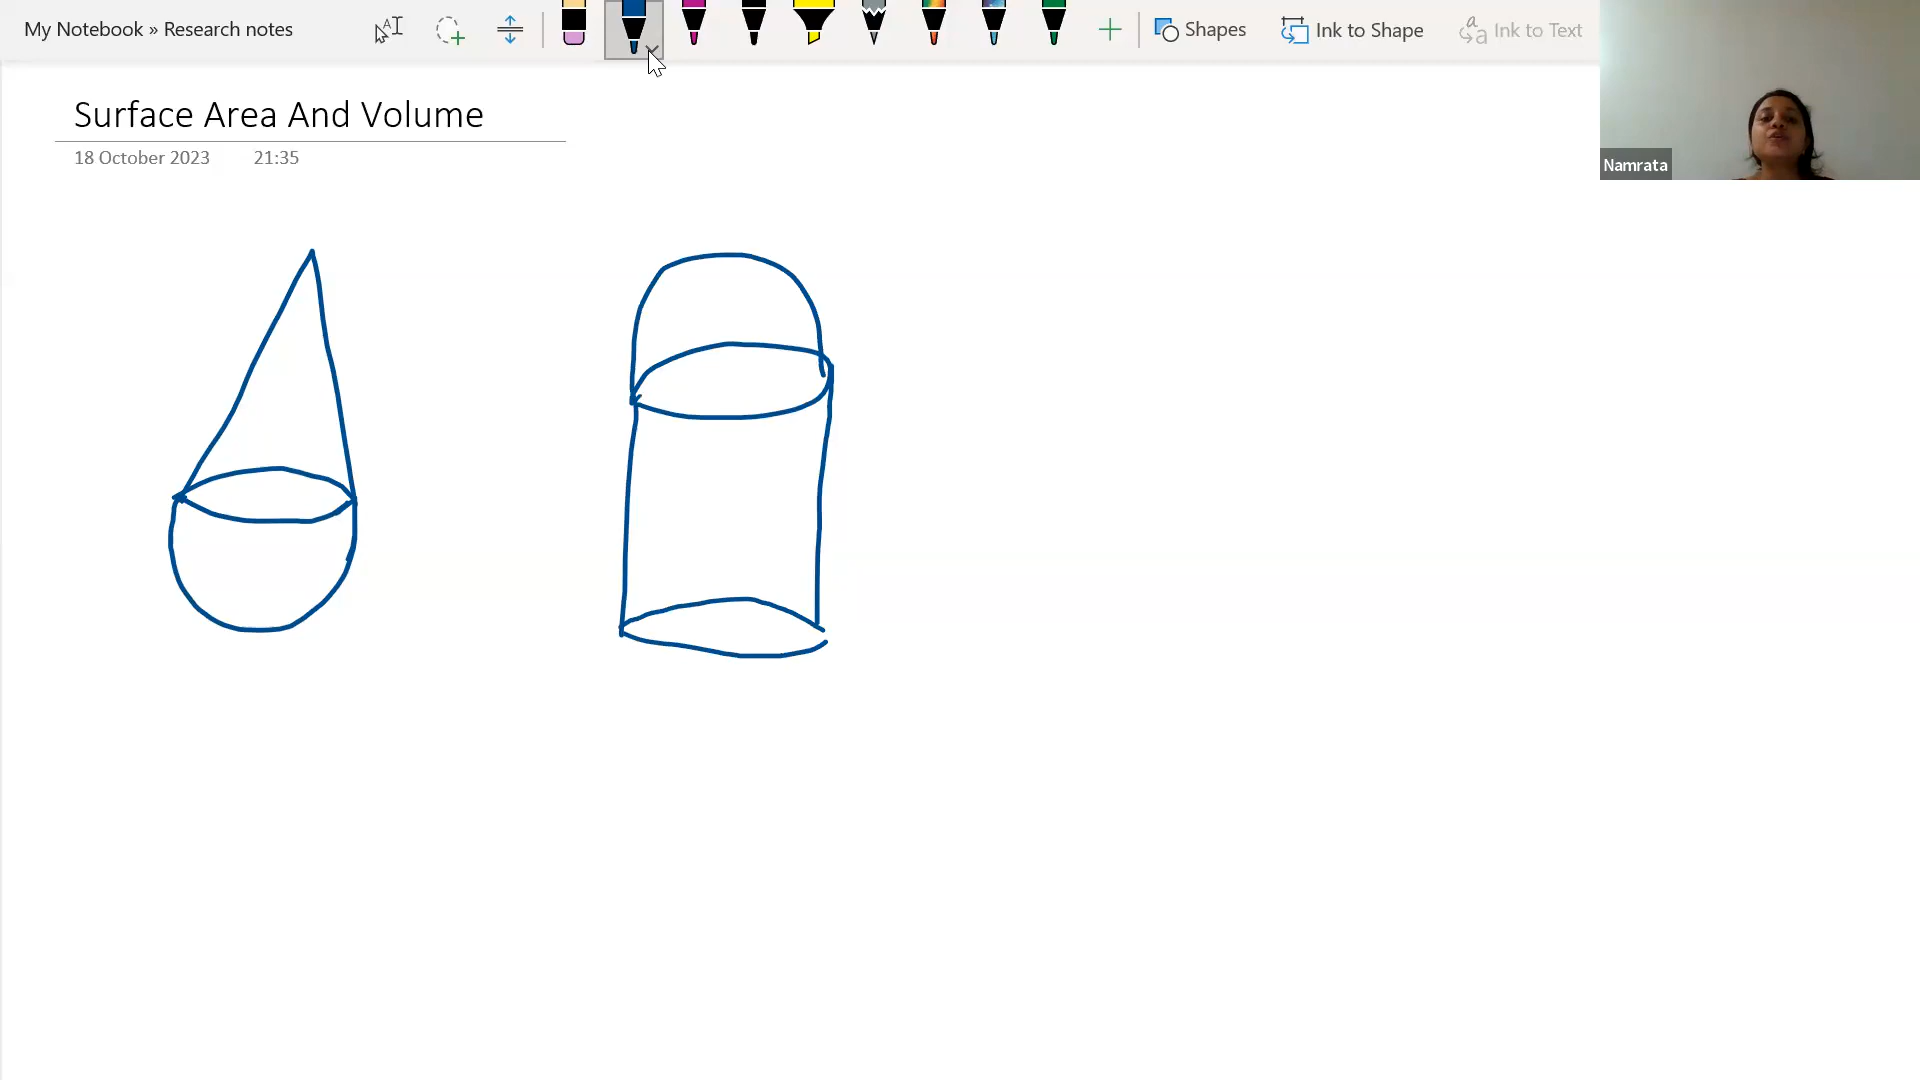 My Notebook » Research notes
Shapes
Ink to Shape
Ink to Text
Surface Area And Volume
18 October 2023 21:35
Namrata